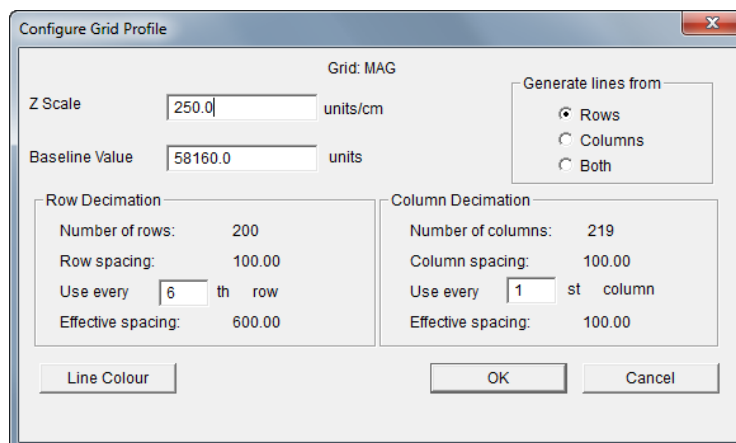 Configure Grid Profile
Grid: MAG
Z Scale 250.0 units/cm
Baseline Value 58160.0 units
Generate lines from
Rows
Columns
Both
Row Decimation
Number of rows: 200
Row spacing: 100.00
Use every 6 th row
Effective spacing: 600.00
Column Decimation
Number of columns: 219
Column spacing: 100.00
Use every 1 st column
Effective spacing: 100.00
Line Colour
OK
Cancel